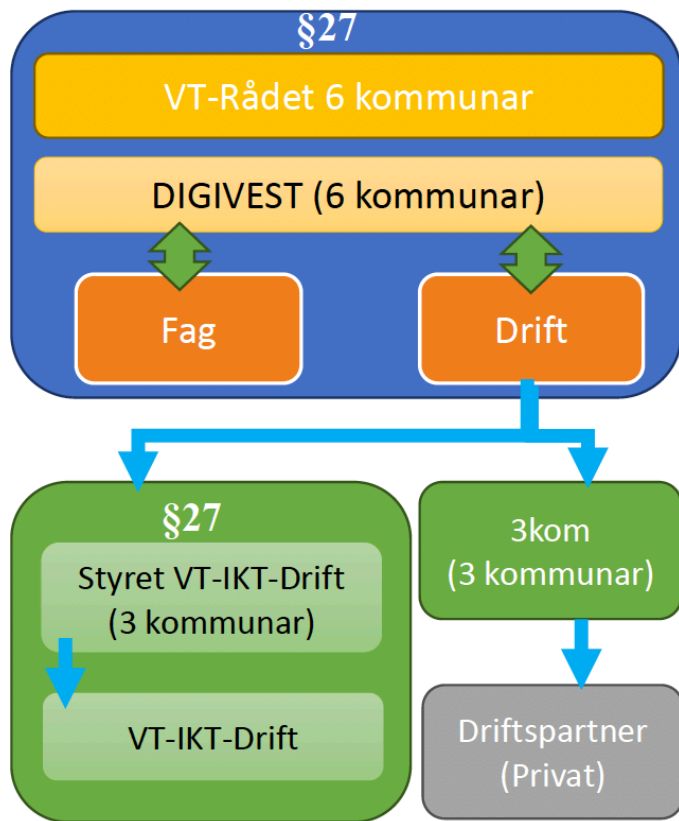 §27
VT-Rådet 6 kommunar
DIGIVEST (6 kommunar)
Fag
Drift
§27
Styret VT-IKT-Drift
(3 kommunar)
VT-IKT-Drift
3kom
(3 kommunar)
Driftspartner
(Privat)